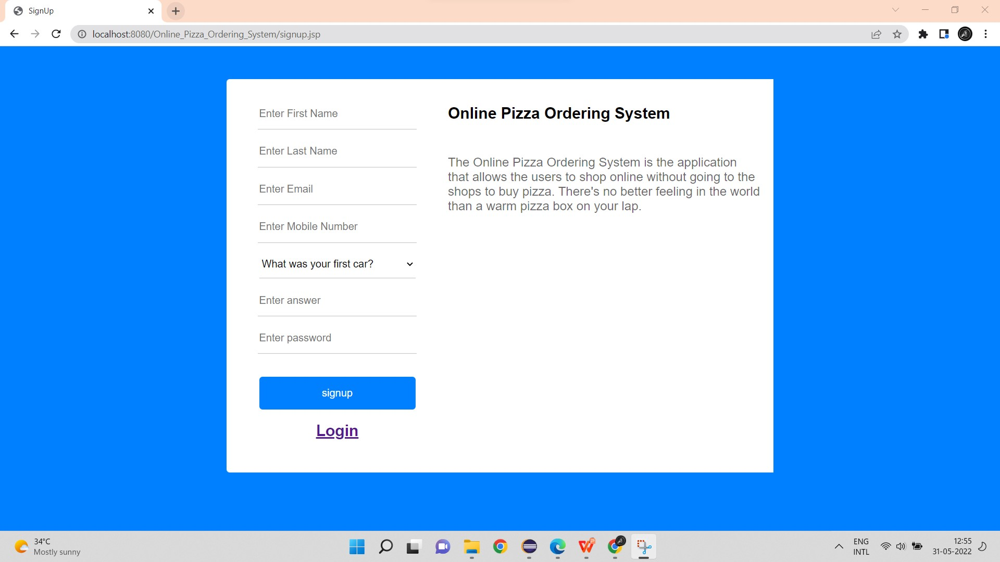 SignUp
localhost:8080/Online_Pizza_Ordering_System/signup.jsp
Enter First Name
Enter Last Name
Enter Email
Enter Mobile Number
What was your first car?
Enter answer
Enter password
signup
Login
Online Pizza Ordering System
The Online Pizza Ordering System is the application
that allows the users to shop online without going to the
shops to buy pizza. There's no better feeling in the world
than a warm pizza box on your lap.
34°C
Mostly sunny
ENG
INTL
12:55
31-05-2022